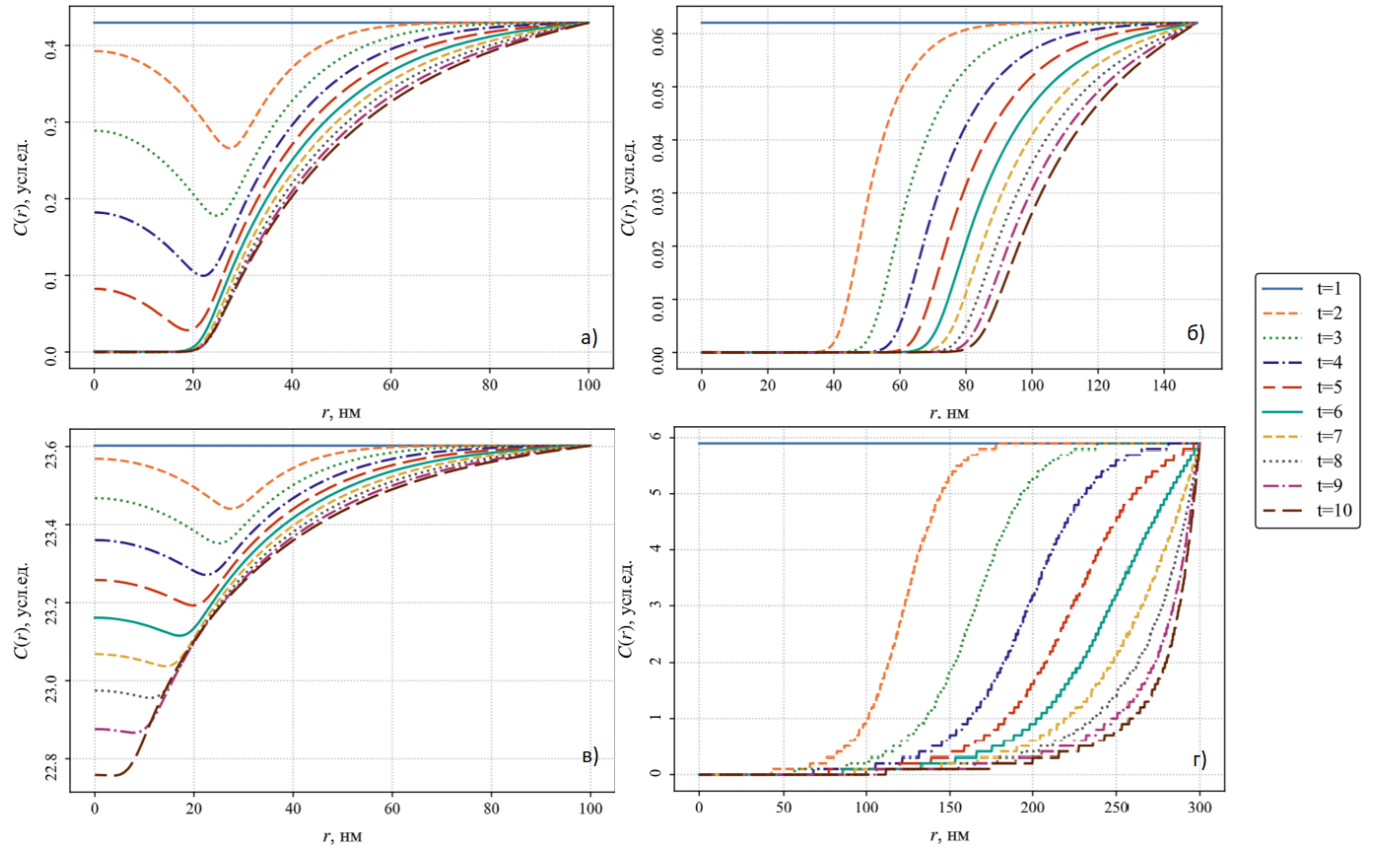 C(r), усл.ед.
0.4
0.3
0.2
0.1
0.0
0 20 40 60 80 100
r, нм
а)
C(r), усл.ед.
0.06
0.05
0.04
0.03
0.02
0.01
0.00
0 20 40 60 80 100 120 140
r, нм
б)
t=1
t=2
t=3
t=4
t=5
t=6
t=7
t=8
t=9
t=10
C(r), усл.ед.
23.6
23.4
23.2
23.0
22.8
0 20 40 60 80 100
r, нм
в)
C(r), усл.ед.
6
5
4
3
2
1
0
0 50 100 150 200 250 300
r, нм
г)